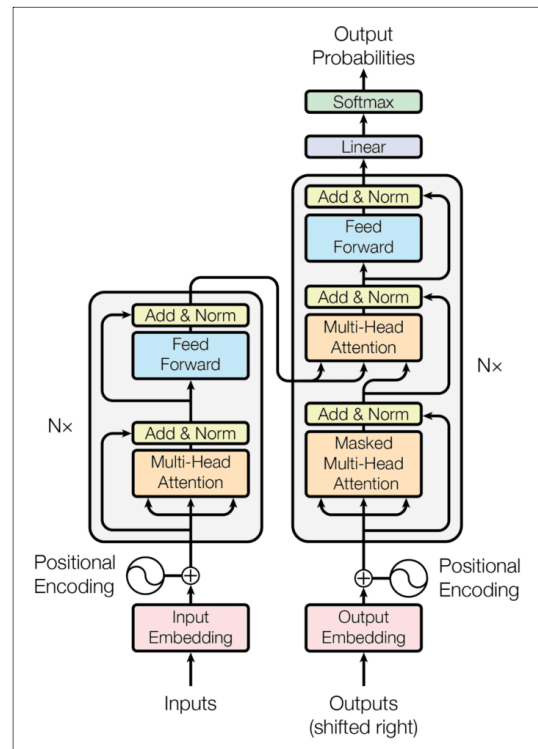 Output
Probabilities
Softmax
Linear
Add & Norm
Feed
Forward
Add & Norm
Multi-Head
Attention
Add & Norm
Masked
Multi-Head
Attention
N×
Add & Norm
Feed
Forward
Add & Norm
Multi-Head
Attention
N×
Positional
Encoding
Positional
Encoding
Input
Embedding
Output
Embedding
Inputs
Outputs
(shifted right)